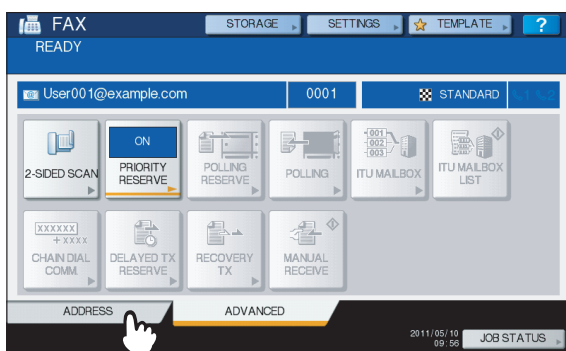 FAX
STORAGE
SETTINGS
TEMPLATE
?
READY
User001@example.com
0001
STANDARD
1
2
2-SIDED SCAN
ON
PRIORITY
RESERVE
POLLING
RESERVE
POLLING
001
002
003
ITU MAILBOX
ITU MAILBOX
LIST
XXXXXX
+xxxx
CHAIN DIAL
COMM.
DELAYED TX
RESERVE
RECOVERY
TX
MANUAL
RECEIVE
ADDRESS
ADVANCED
2011/05/10
09:56
JOB STATUS